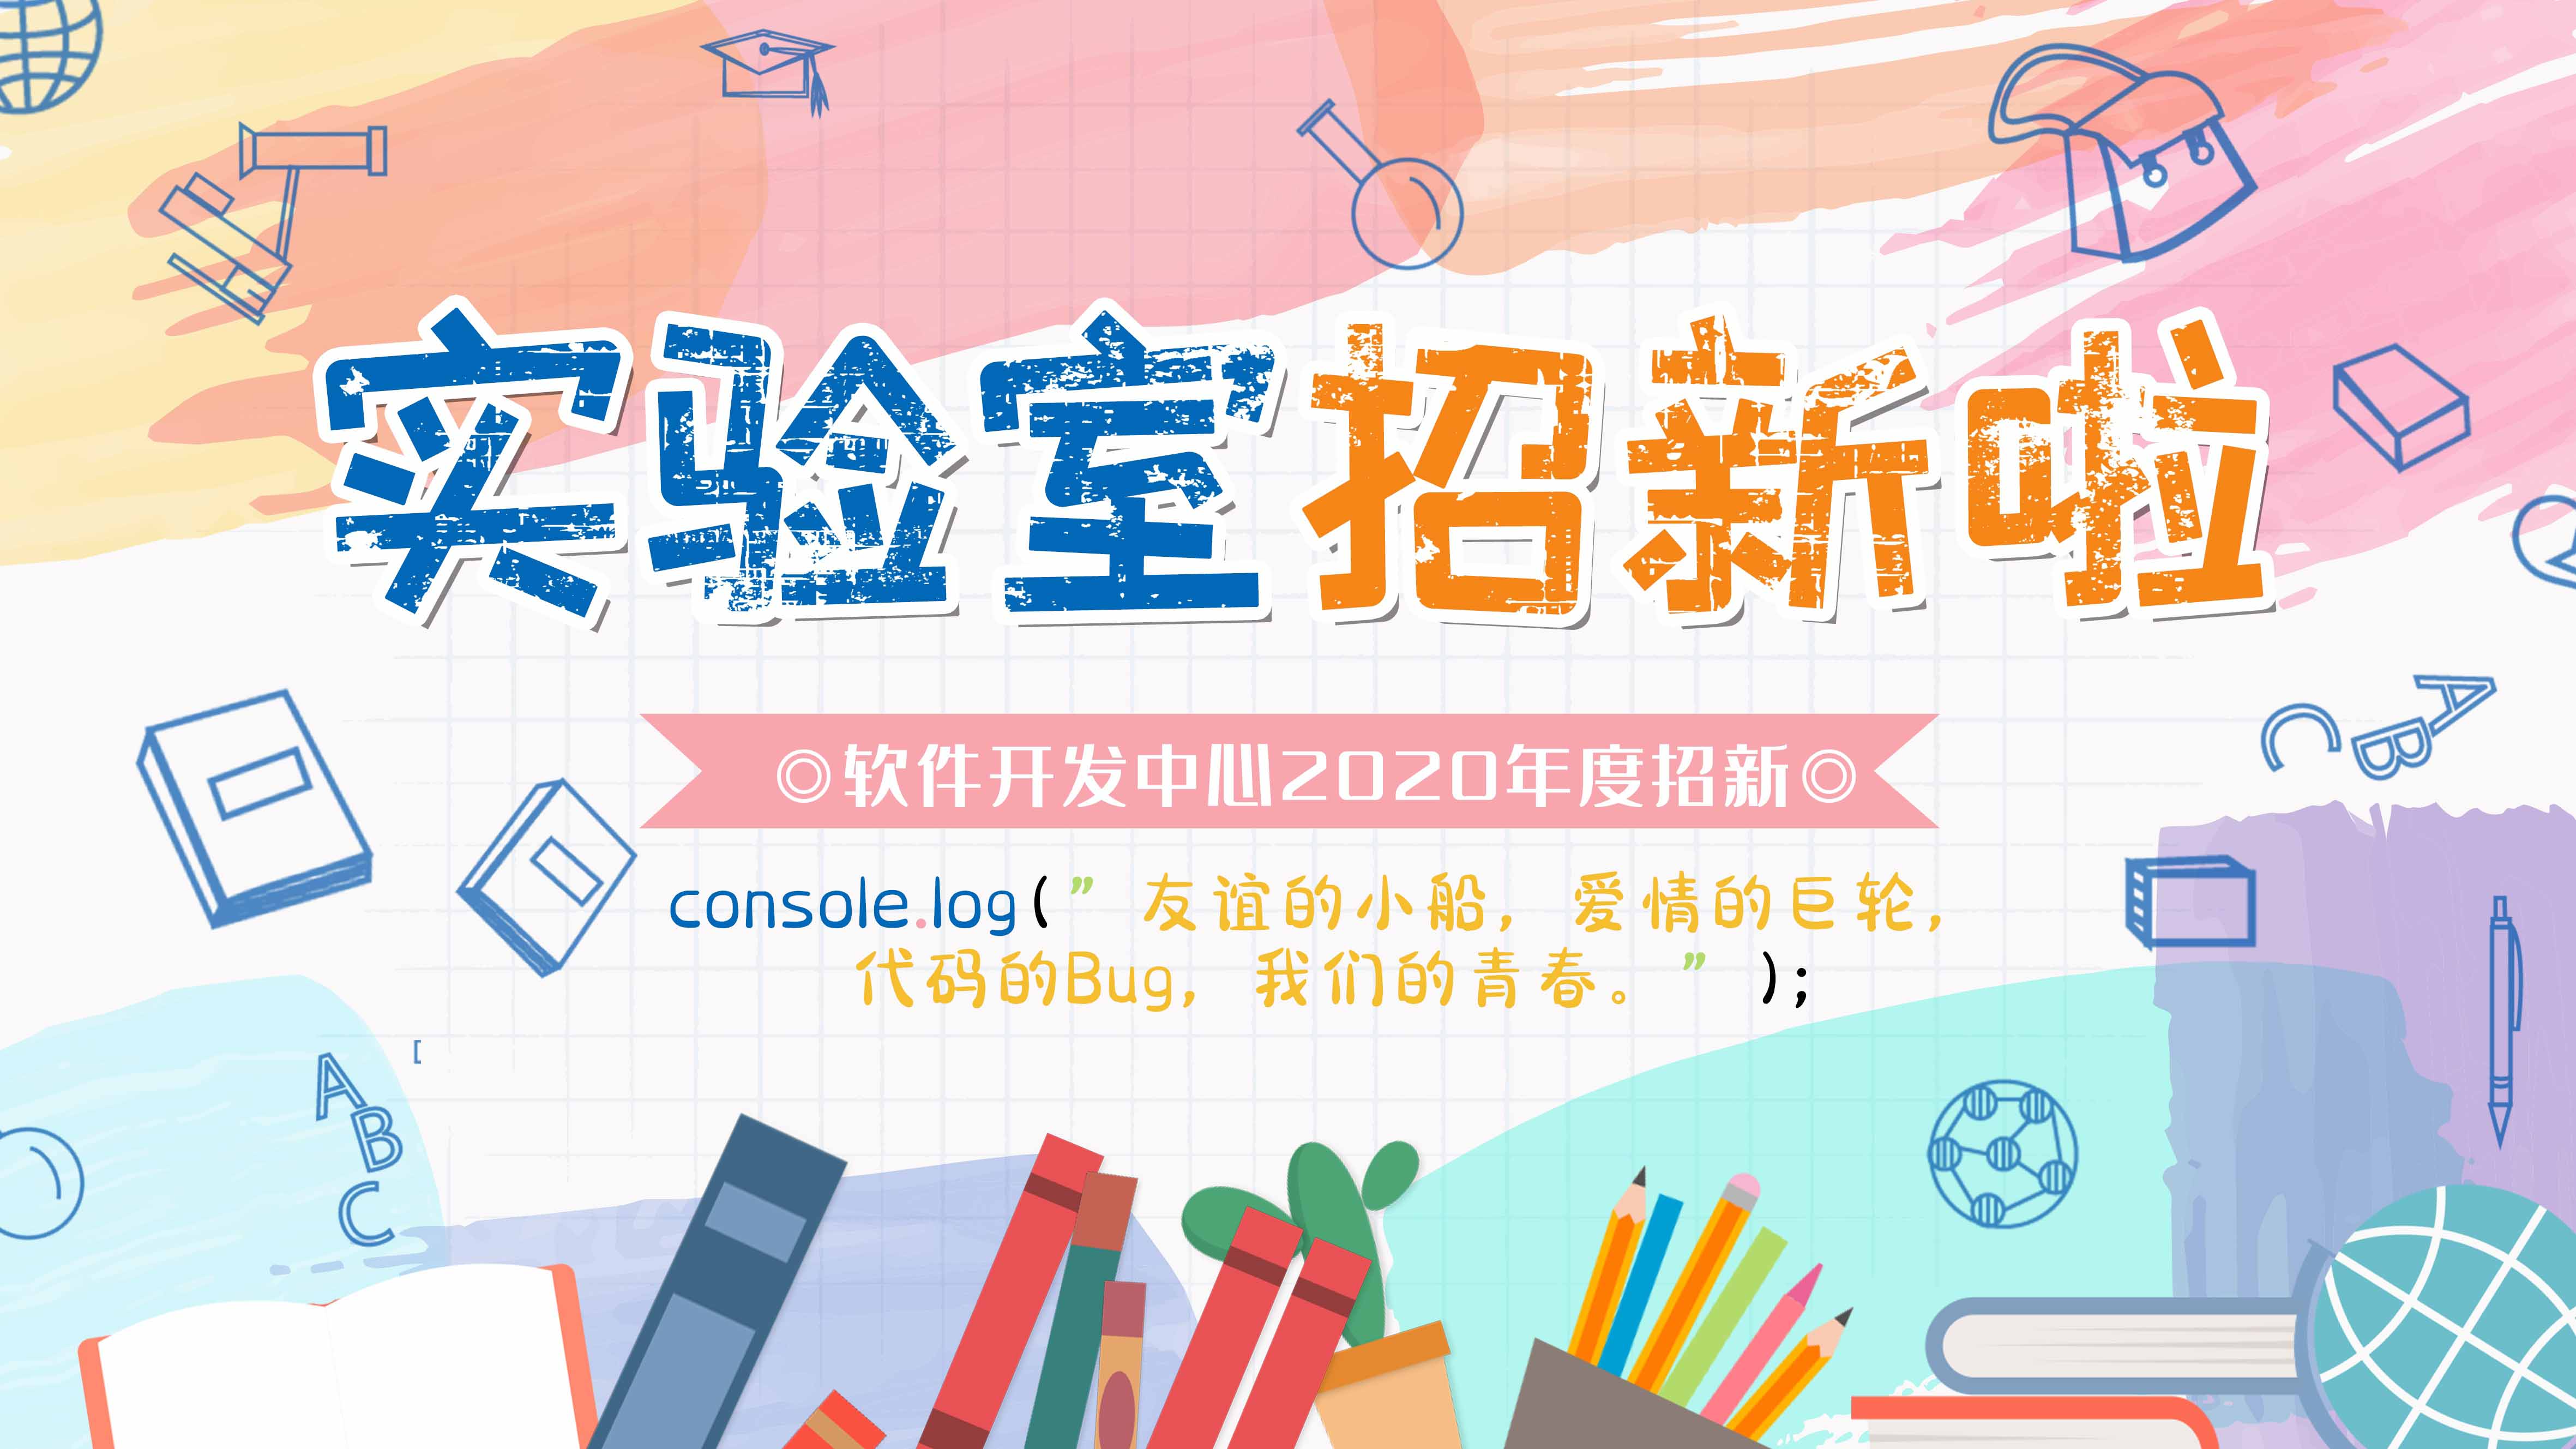 实验室招新啦
◎软件开发中心2020年度招新◎
console.log(” 友谊的小船，爱情的巨轮，
代码的Bug，我们的青春。” );
A
B
C
A
B
C
[